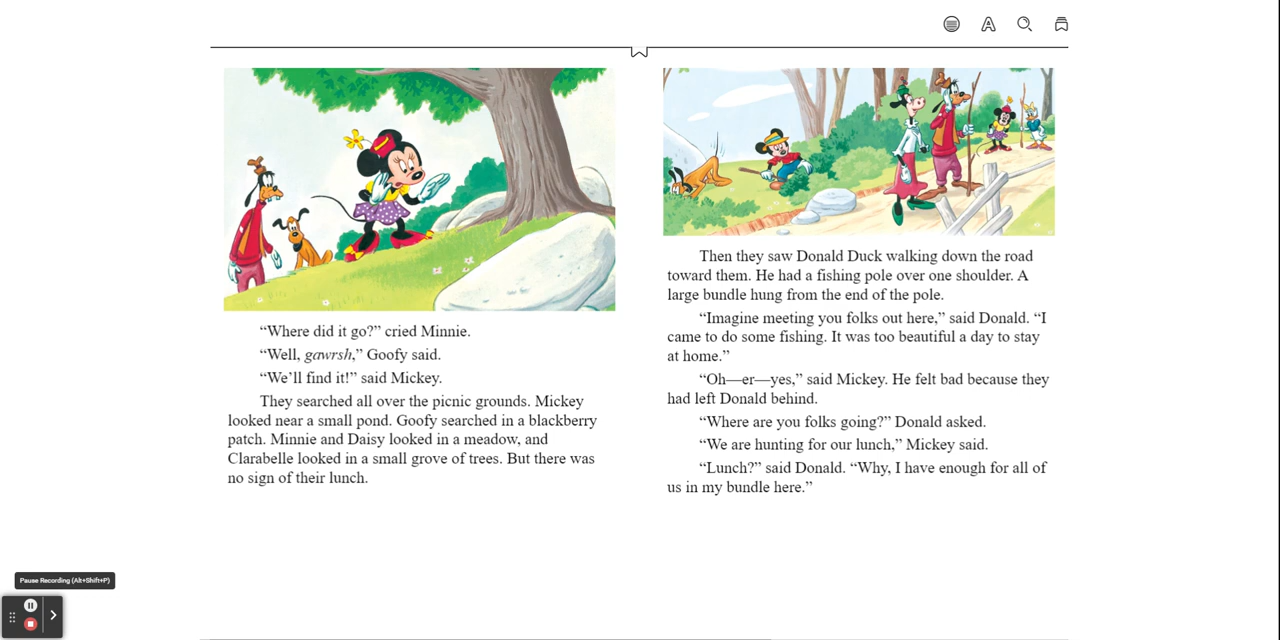 “Where did it go?” cried Minnie.
“Well, gawrsh,” Goofy said.
“We’ll find it!” said Mickey.
They searched all over the picnic grounds. Mickey
looked near a small pond. Goofy searched in a blackberry
patch. Minnie and Daisy looked in a meadow, and
Clarabelle looked in a small grove of trees. But there was
no sign of their lunch.
Then they saw Donald Duck walking down the road
toward them. He had a fishing pole over one shoulder. A
large bundle hung from the end of the pole.
“Imagine meeting you folks out here,” said Donald. “I
came to do some fishing. It was too beautiful a day to stay
at home.”
“Oh—er—yes,” said Mickey. He felt bad because they
had left Donald behind.
“Where are you folks going?” Donald asked.
“We are hunting for our lunch,” Mickey said.
“Lunch?” said Donald. “Why, I have enough for all of
us in my bundle here.”
Pause Recording (Alt+Shift+P)